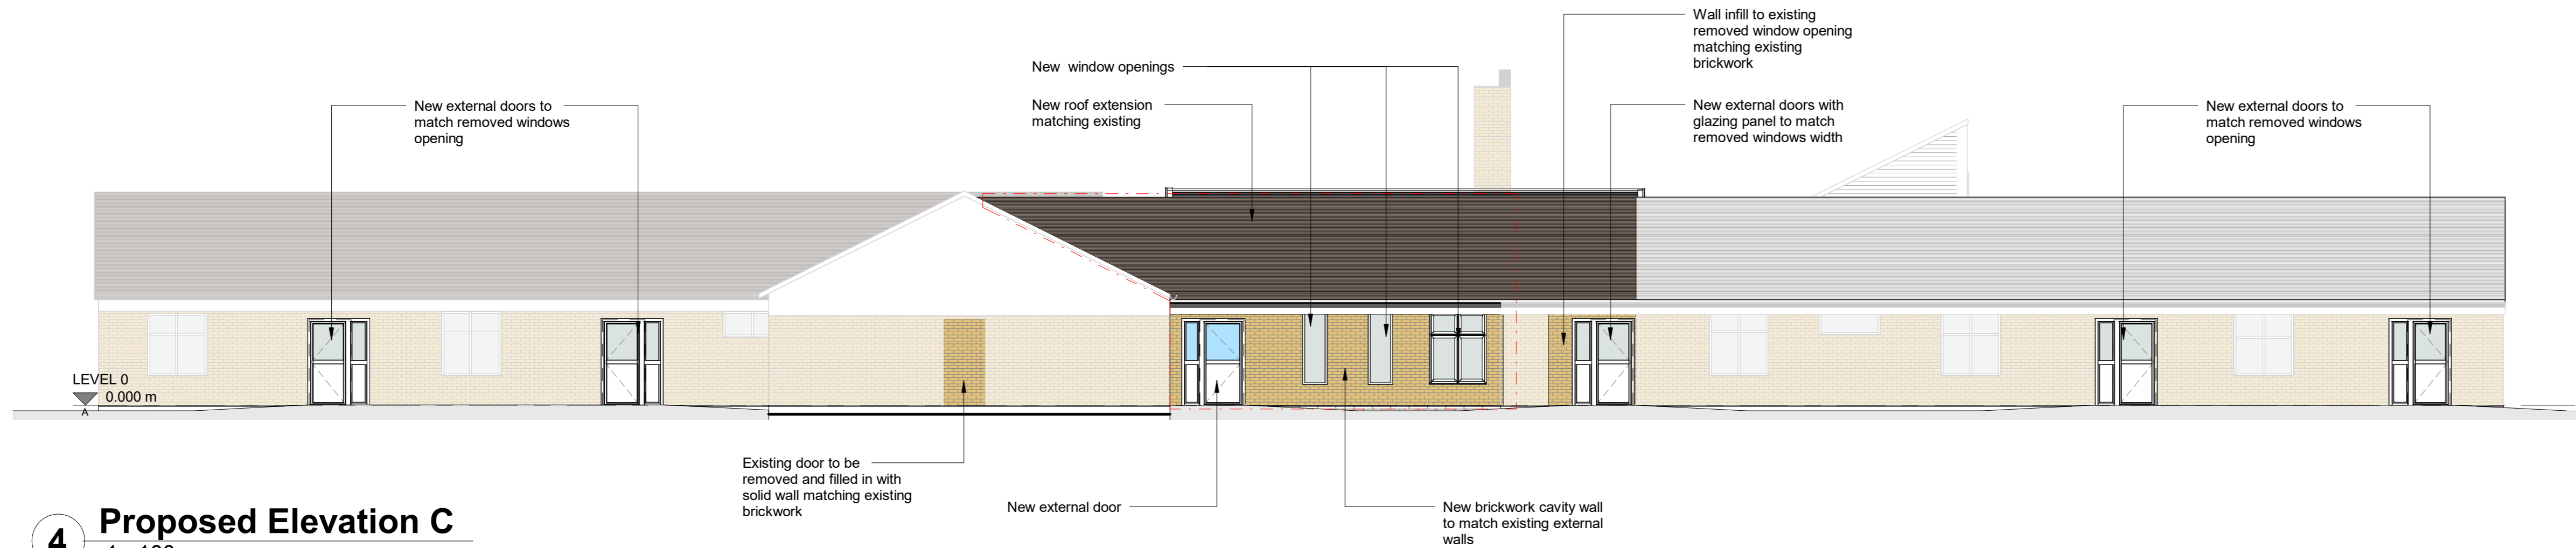 Wall infill to existing
removed window opening
matching existing
brickwork
New window openings
New external doors to
match removed windows
opening
New roof extension
matching existing
New external doors with
glazing panel to match
removed windows width
New external doors to
match removed windows
opening
LEVEL 0
0.000 m
A
Existing door to be
removed and filled in with
solid wall matching existing
brickwork
New external door
New brickwork cavity wall
to match existing external
walls
4
Proposed Elevation C